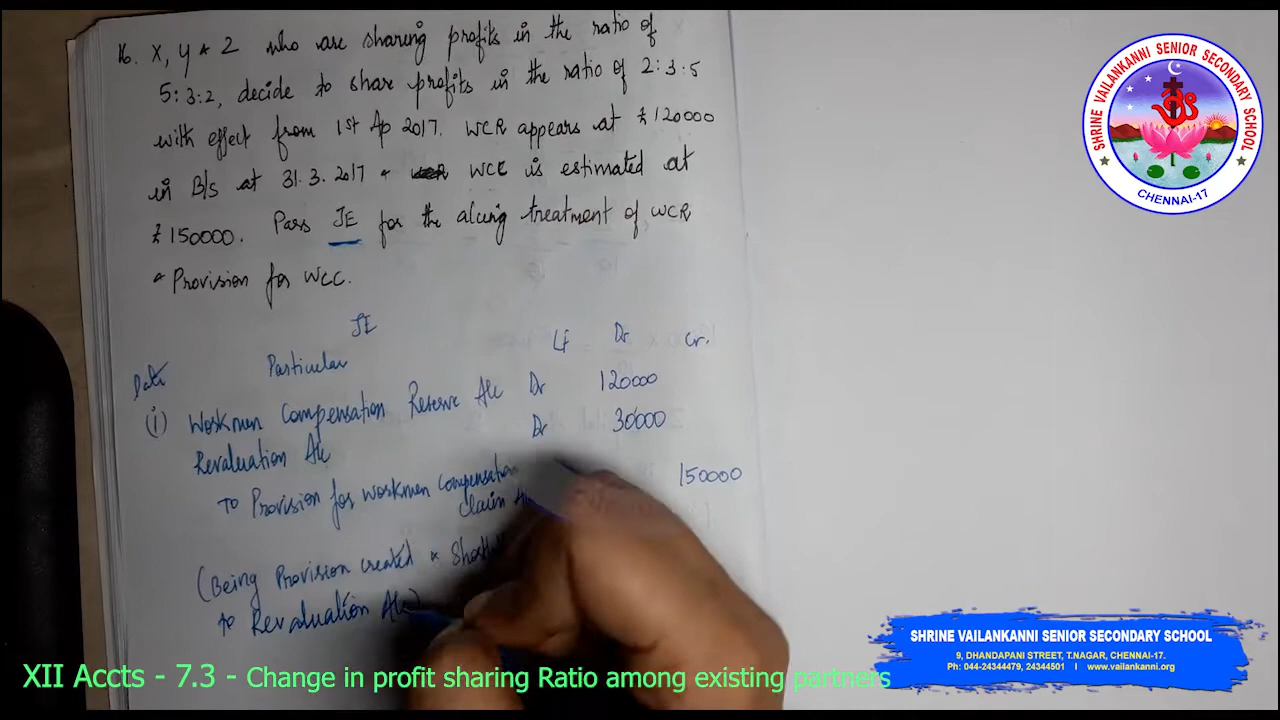 16. X, Y & Z who are sharing profits in the ratio of
5:3:2, decide to share profits in the ratio of 2:3:5
with effect from 1st Ap 2017. WCR appears at ₹120000
in B/s at 31.3.2017 & WCC is estimated at
₹150000. Pass JE for the alung treatment of WCR
& Provision for WCC.
JE
Date Particular LF Dr Cr.
(i) Workmen Compensation Reserve A/c Dr 120000
Revaluation A/c Dr 30000
To Provision for workmen compensation 150000
claim
(Being Provision created &
to Revaluation A/c)
SHRINE VAILANKANNI SENIOR SECONDARY SCHOOL
CHENNAI-17
SHRINE VAILANKANNI SENIOR SECONDARY SCHOOL
9, DHANDAPANI STREET, T.NAGAR, CHENNAI-17.
Ph: 044-24344479, 24344501 I www.vailankanni.org
XII Accts - 7.3 - Change in profit sharing Ratio among existing partners